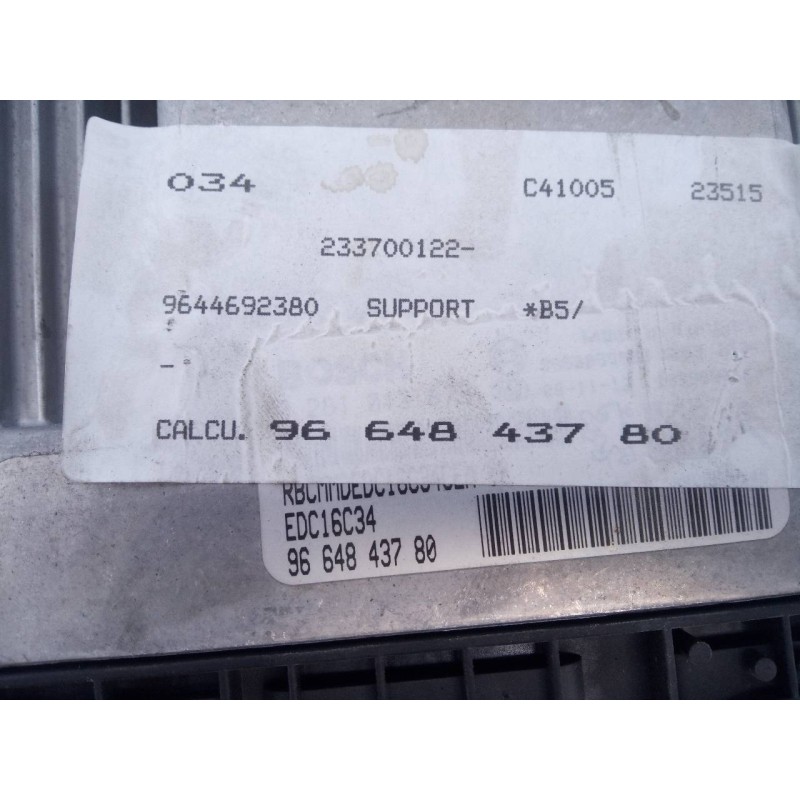 034 C41005 23515
233700122-
9644692380 SUPPORT *B5/
-
CALCU. 96 648 437 80
EDC16C34
96 648 437 80